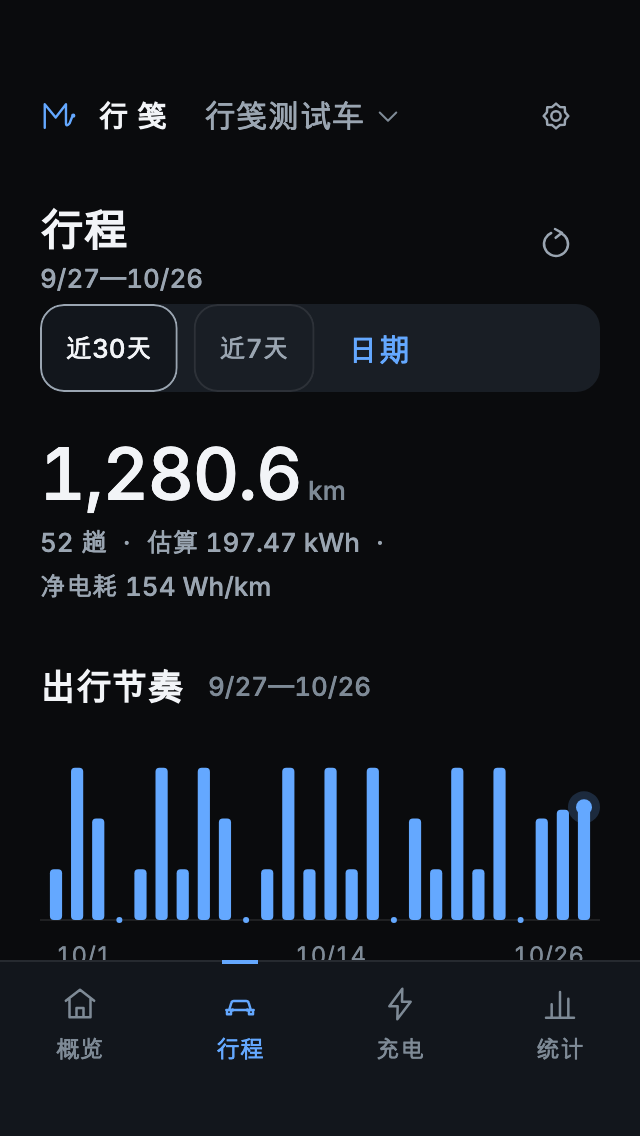 行笺 行笺测试车
行程
9/27—10/26
近30天 近7天 日期
1,280.6 km
52 趟 · 估算 197.47 kWh ·
净电耗 154 Wh/km
出行节奏 9/27—10/26
10/1 10/14 10/26
概览 行程 充电 统计